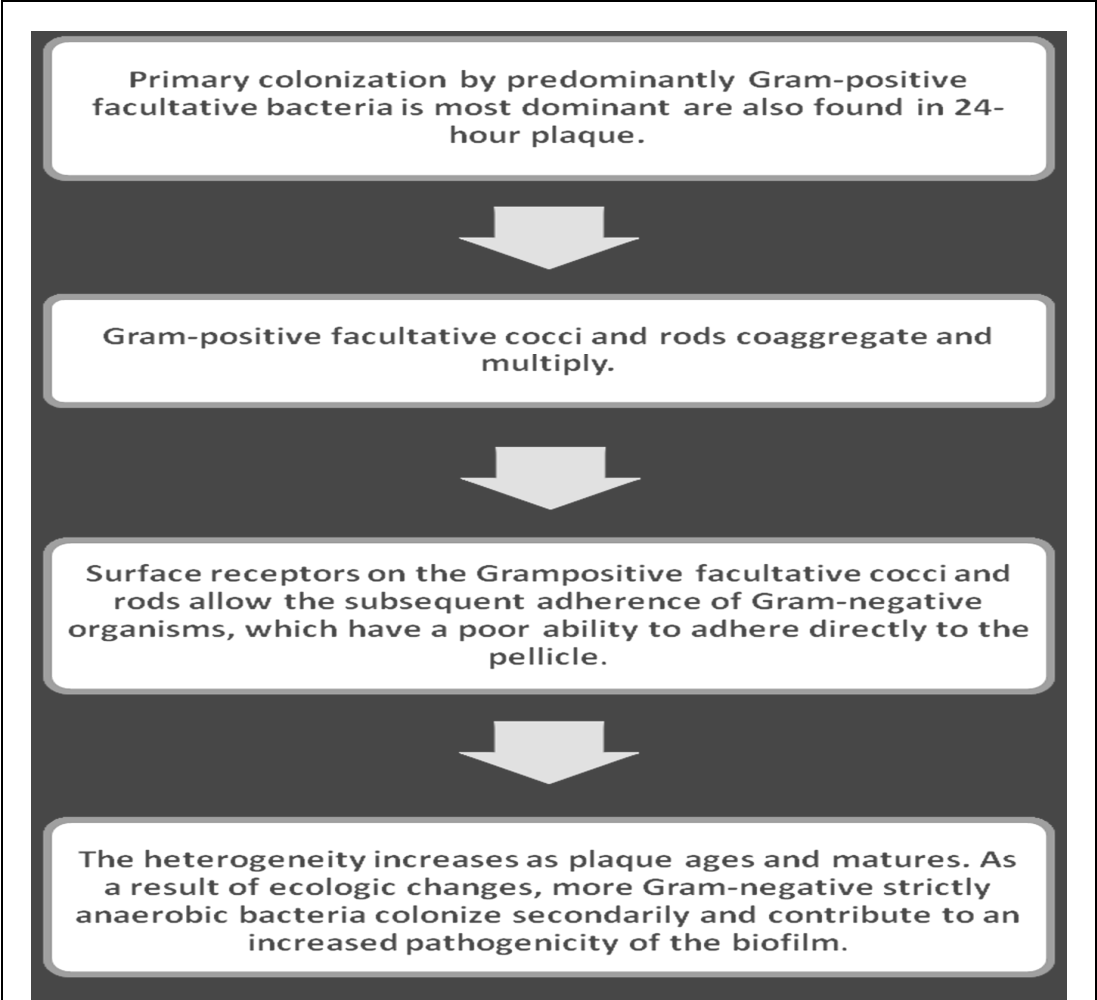 Primary colonization by predominantly Gram-positive
facultative bacteria is most dominant are also found in 24-
hour plaque.
Gram-positive facultative cocci and rods coaggregate and
multiply.
Surface receptors on the Grampositive facultative cocci and
rods allow the subsequent adherence of Gram-negative
organisms, which have a poor ability to adhere directly to the
pellicle.
The heterogeneity increases as plaque ages and matures. As
a result of ecologic changes, more Gram-negative strictly
anaerobic bacteria colonize secondarily and contribute to an
increased pathogenicity of the biofilm.